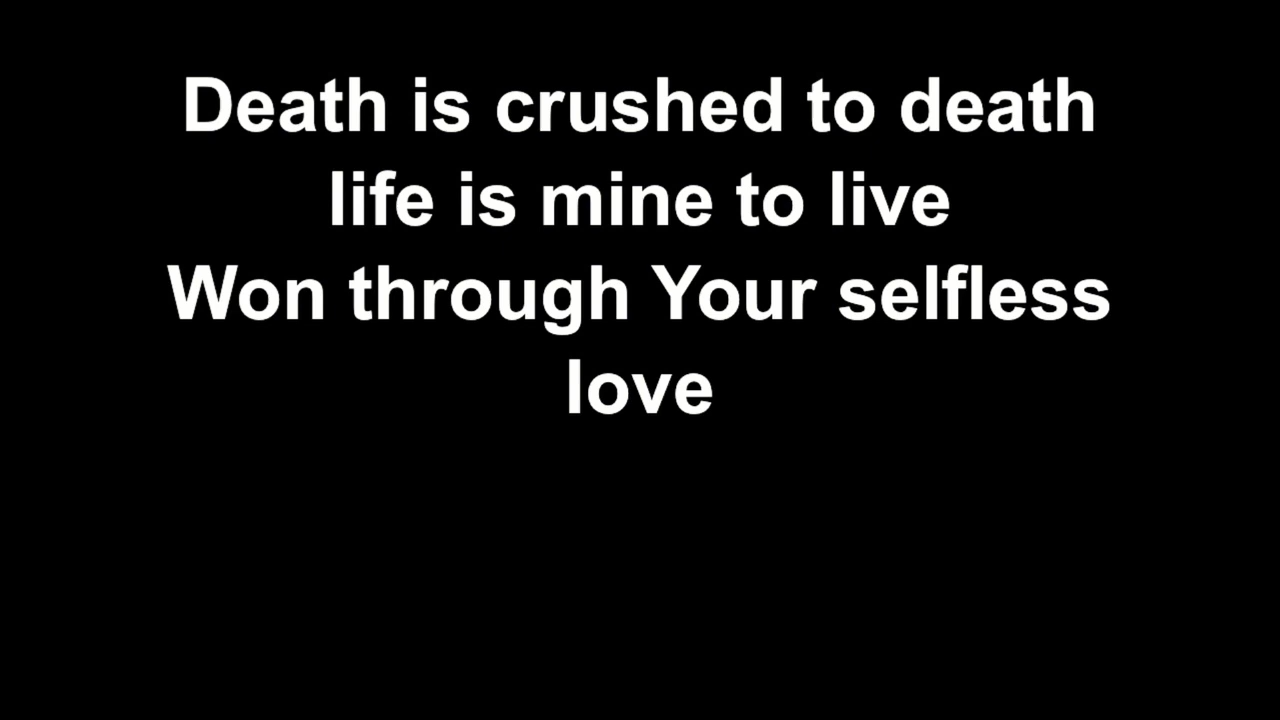 Death is crushed to death
life is mine to live
Won through Your selfless
love